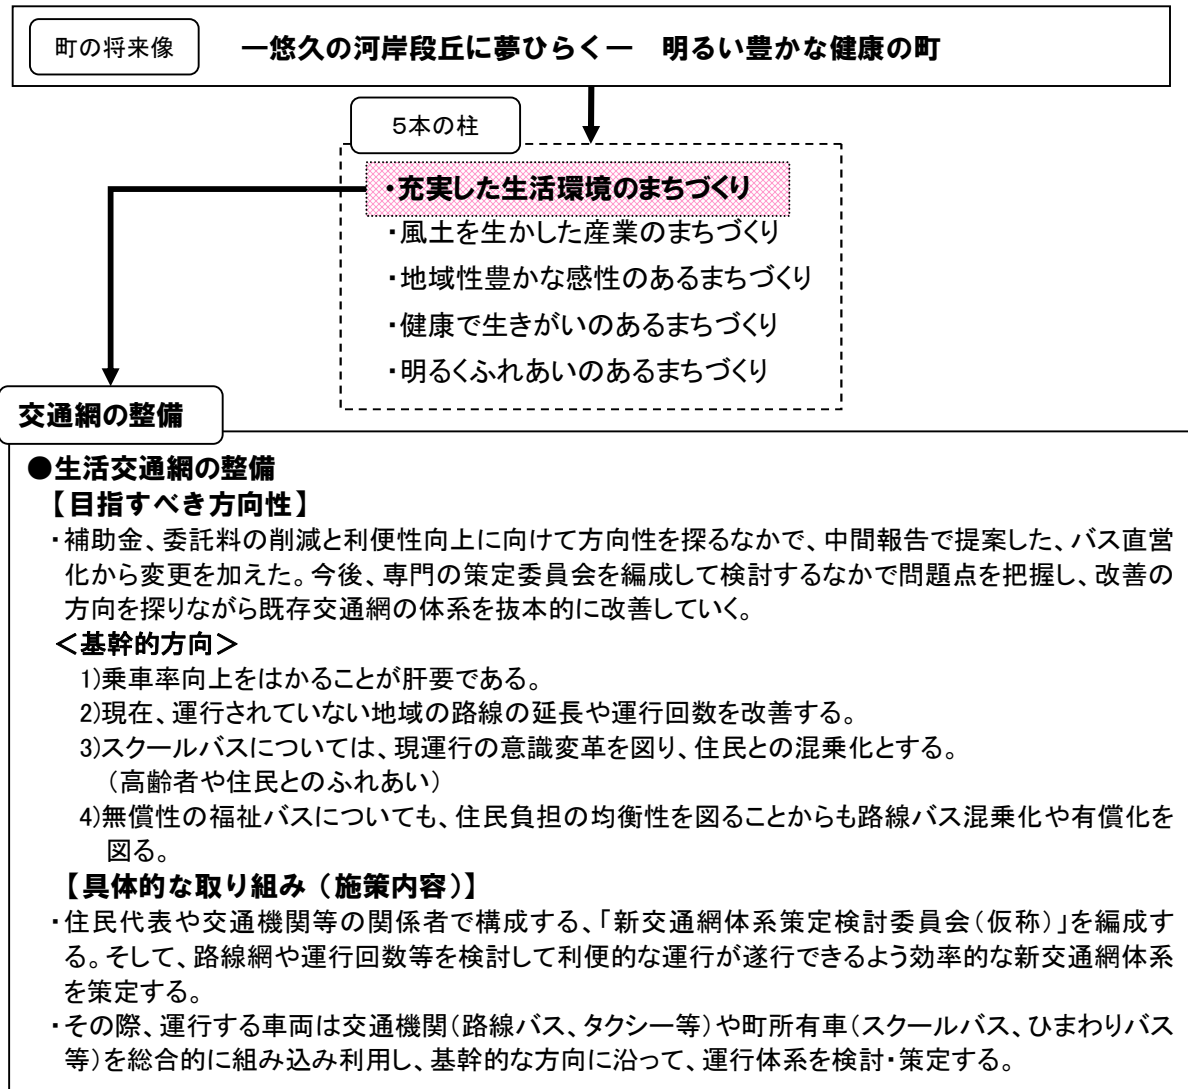 町の将来像
―悠久の河岸段丘に夢ひらく― 明るい豊かな健康の町
5本の柱
・充実した生活環境のまちづくり
・風土を生かした産業のまちづくり
・地域性豊かな感性のあるまちづくり
・健康で生きがいのあるまちづくり
・明るくふれあいのあるまちづくり
交通網の整備
●生活交通網の整備
【目指すべき方向性】
・補助金、委託料の削減と利便性向上に向けて方向性を探るなかで、中間報告で提案した、バス直営
化から変更を加えた。今後、専門の策定委員会を編成して検討するなかで問題点を把握し、改善の
方向を探りながら既存交通網の体系を抜本的に改善していく。
＜基幹的方向＞
1)乗車率向上をはかることが肝要である。
2)現在、運行されていない地域の路線の延長や運行回数を改善する。
3)スクールバスについては、現運行の意識変革を図り、住民との混乗化とする。
（高齢者や住民とのふれあい）
4)無償性の福祉バスについても、住民負担の均衡性を図ることからも路線バス混乗化や有償化を
図る。
【具体的な取り組み（施策内容）】
・住民代表や交通機関等の関係者で構成する、「新交通網体系策定検討委員会（仮称）」を編成す
る。そして、路線網や運行回数等を検討して利便的な運行が遂行できるよう効率的な新交通網体系
を策定する。
・その際、運行する車両は交通機関（路線バス、タクシー等）や町所有車（スクールバス、ひまわりバス
等）を総合的に組み込み利用し、基幹的な方向に沿って、運行体系を検討・策定する。